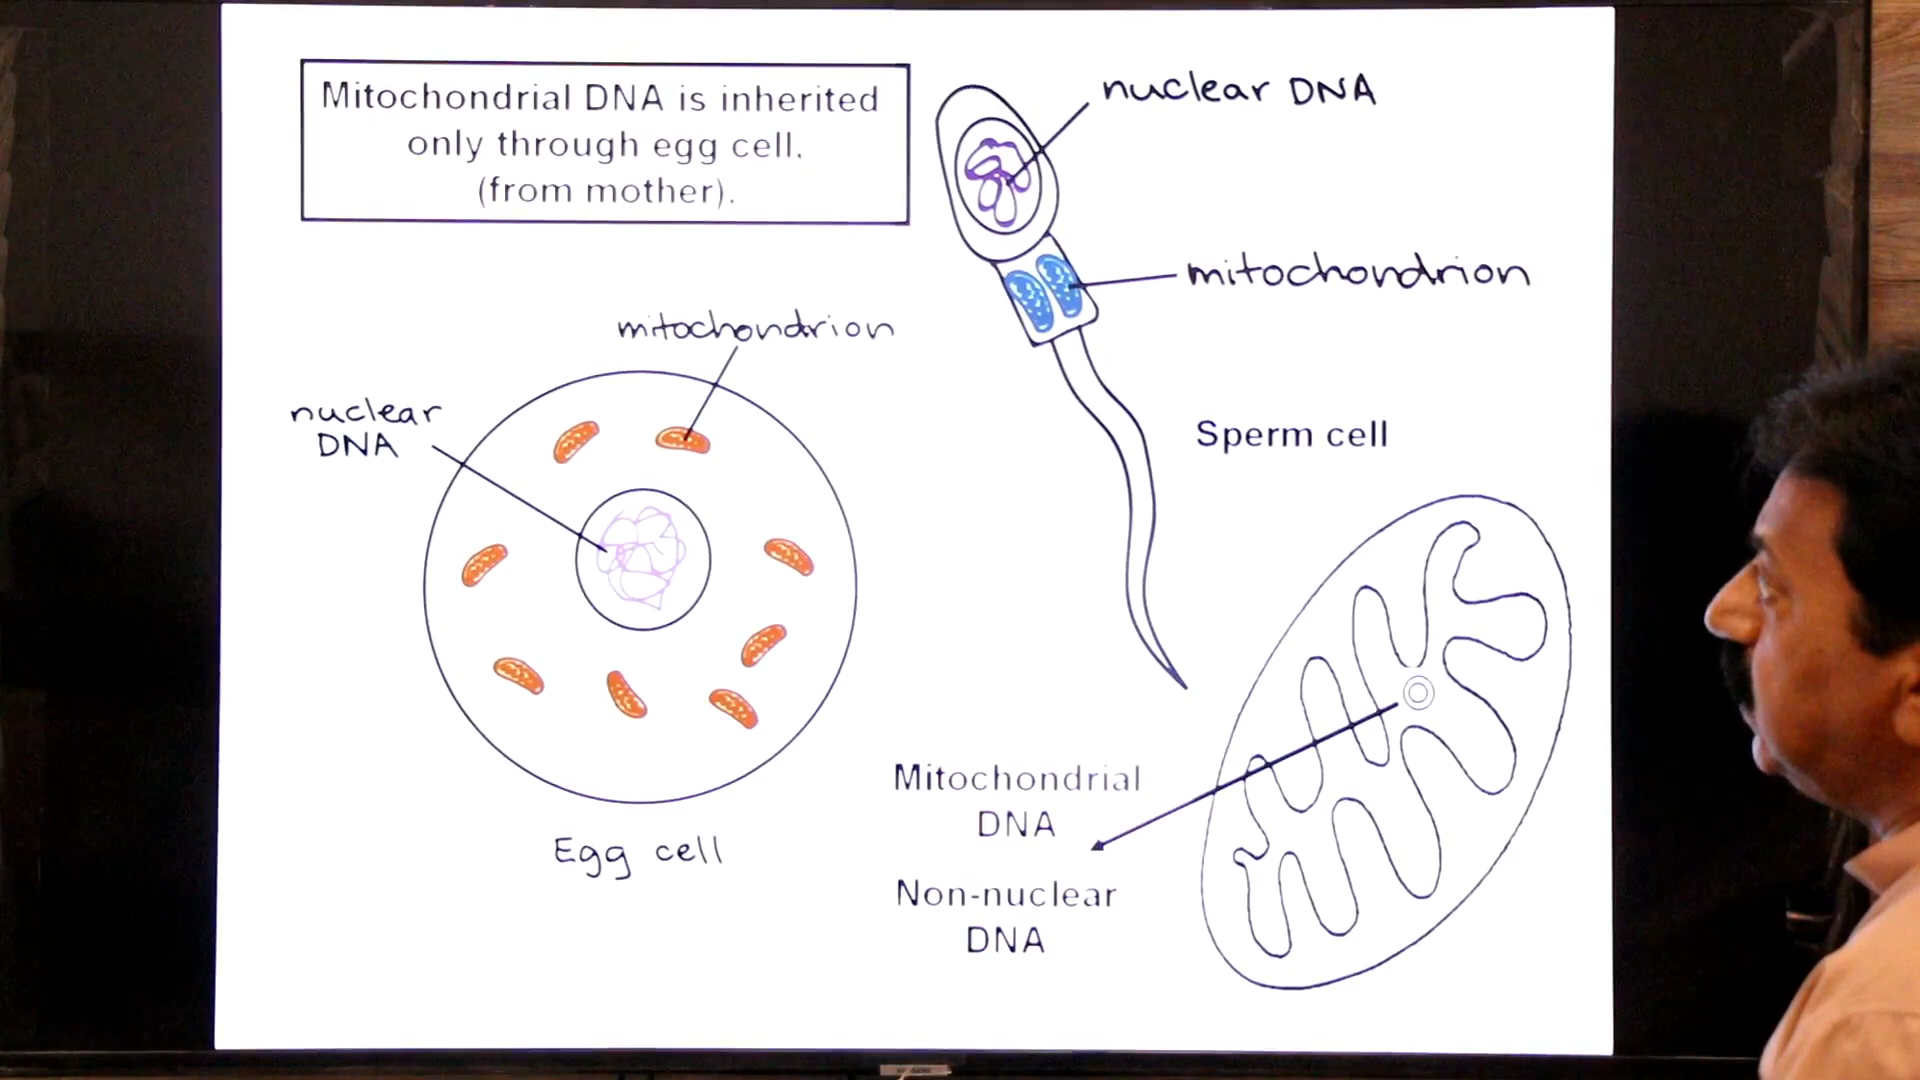 Mitochondrial DNA is inherited
only through egg cell.
(from mother).
nuclear DNA
mitochondrion
mitochondrion
nuclear
DNA
Sperm cell
Mitochondrial
DNA
Egg cell
Non-nuclear
DNA